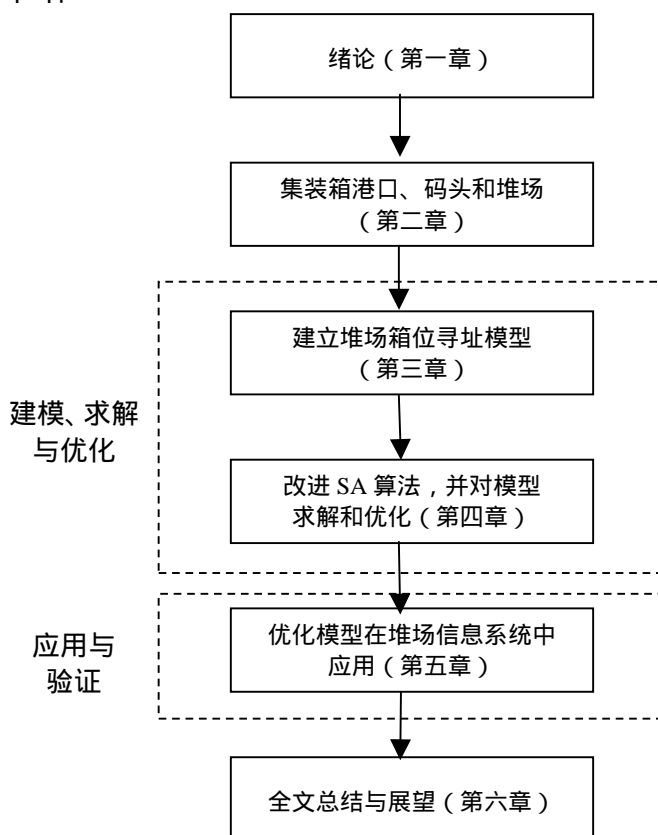 绪论（第一章）
集装箱港口、码头和堆场
（第二章）
建立堆场箱位寻址模型
（第三章）
建模、求解
与优化
改进 SA 算法，并对模型
求解和优化（第四章）
优化模型在堆场信息系统中
应用（第五章）
应用与
验证
全文总结与展望（第六章）